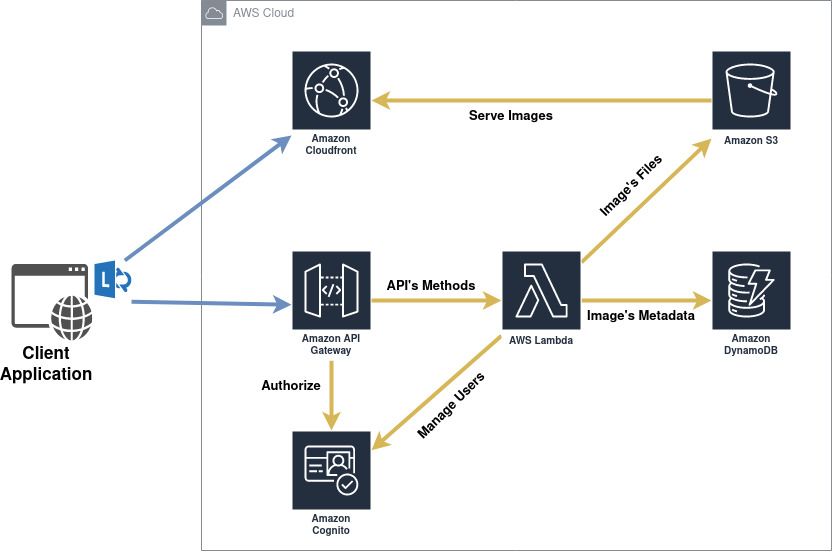 AWS Cloud
Amazon
Cloudfront
Serve Images
Amazon S3
Image's Files
L
Client
Application
</>
Amazon API
Gateway
API's Methods
AWS Lambda
Image's Metadata
Amazon
DynamoDB
Authorize
Manage Users
Amazon
Cognito